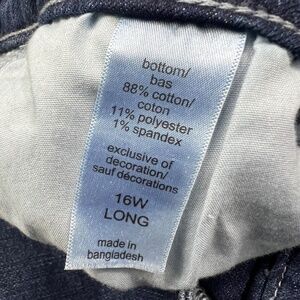 bottom/
bas
88% cotton/
coton
11% polyester
1% spandex
exclusive of
decoration/
sauf décorations
16W
LONG
made in
bangladesh